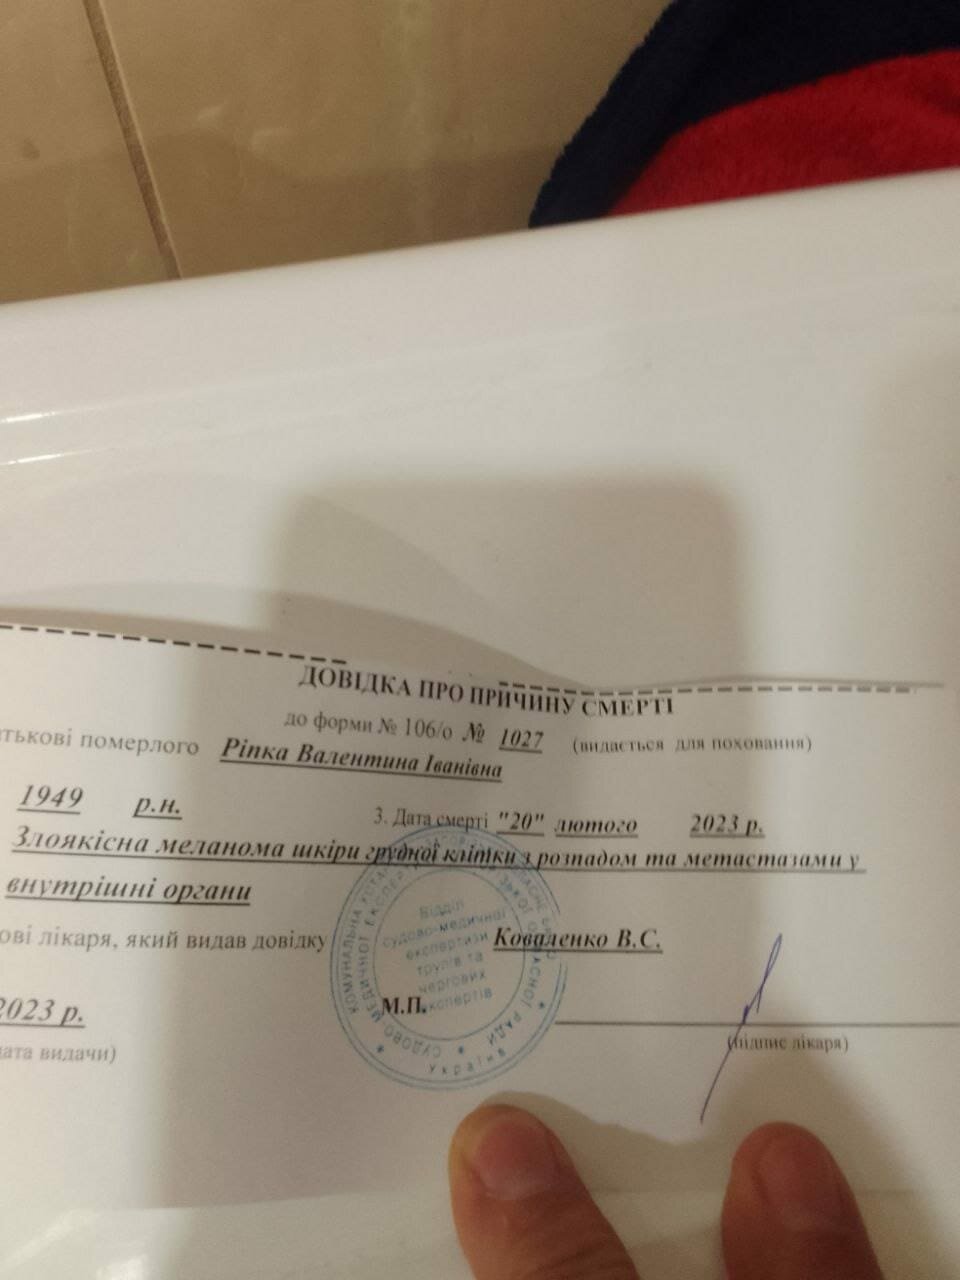 ДОВІДКА ПРО ПРИЧИНУ СМЕРТІ
до форми № 106/о № 1027 (видається для поховання)
тькові померлого Ріпка Валентина Іванівна
1949 р.н. 3. Дата смерті "20" лютого 2023 р.
Злоякісна меланома шкіри грудної клітки з розпадом та метастазами у
внутрішні органи
ові лікаря, який видав довідку Коваленко В.С.
2023 р. М.П.
ата видачи) (підпис лікаря)
Відділ
судово-медичної
експертизи
трупів та
чергових
експертів
Україна